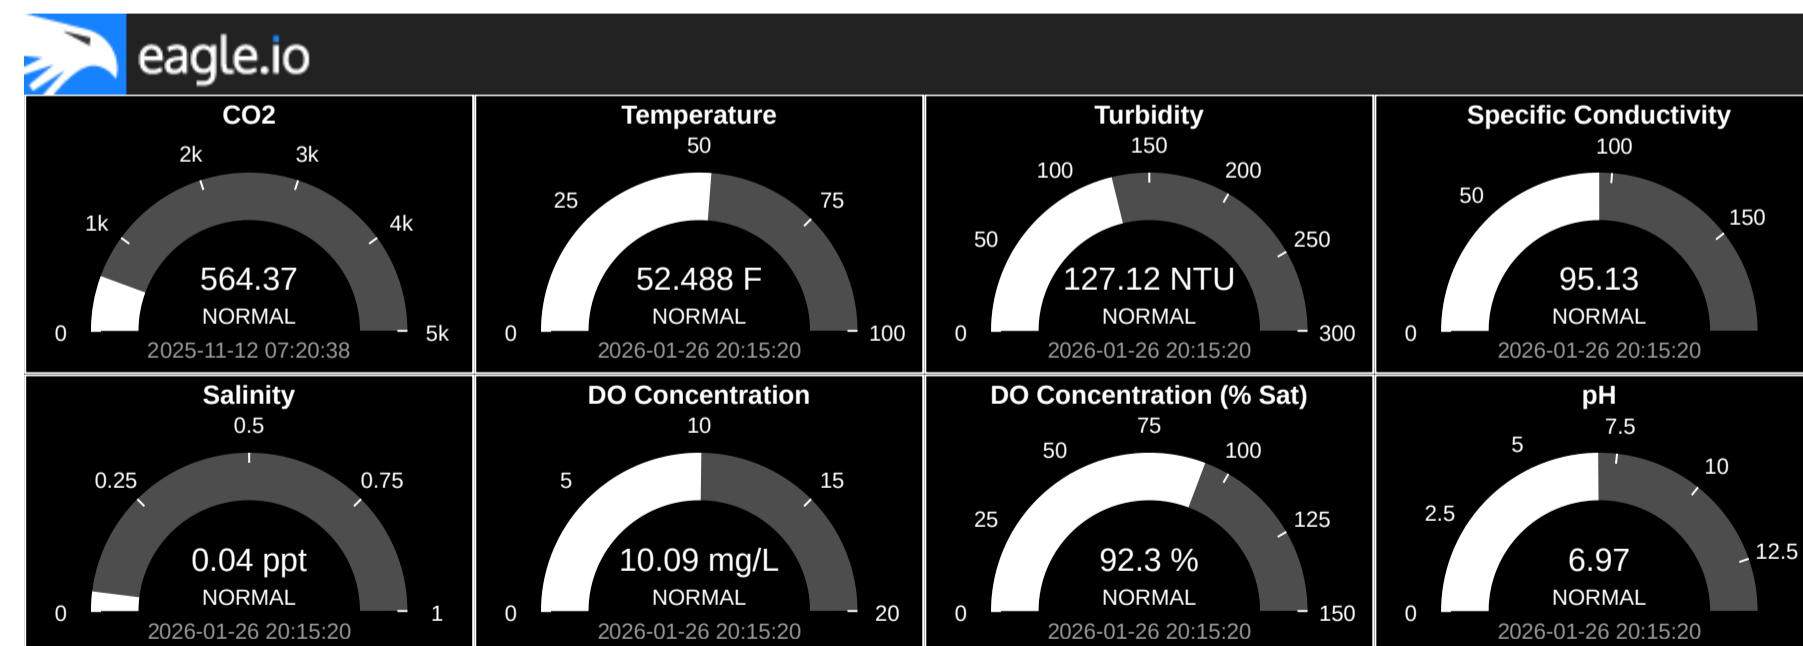 eagle.io
CO2
2k 3k
1k 4k
564.37
NORMAL
0 5k
2025-11-12 07:20:38
Temperature
50
25 75
52.488 F
NORMAL
0 100
2026-01-26 20:15:20
Turbidity
150
100 200
50 250
127.12 NTU
NORMAL
0 300
2026-01-26 20:15:20
Specific Conductivity
100
50 150
95.13
NORMAL
0
2026-01-26 20:15:20
Salinity
0.5
0.25 0.75
0.04 ppt
NORMAL
0 1
2026-01-26 20:15:20
DO Concentration
10
5 15
10.09 mg/L
NORMAL
0 20
2026-01-26 20:15:20
DO Concentration (% Sat)
75
50 100
25 125
92.3 %
NORMAL
0 150
2026-01-26 20:15:20
pH
7.5
5 10
2.5 12.5
6.97
NORMAL
0
2026-01-26 20:15:20